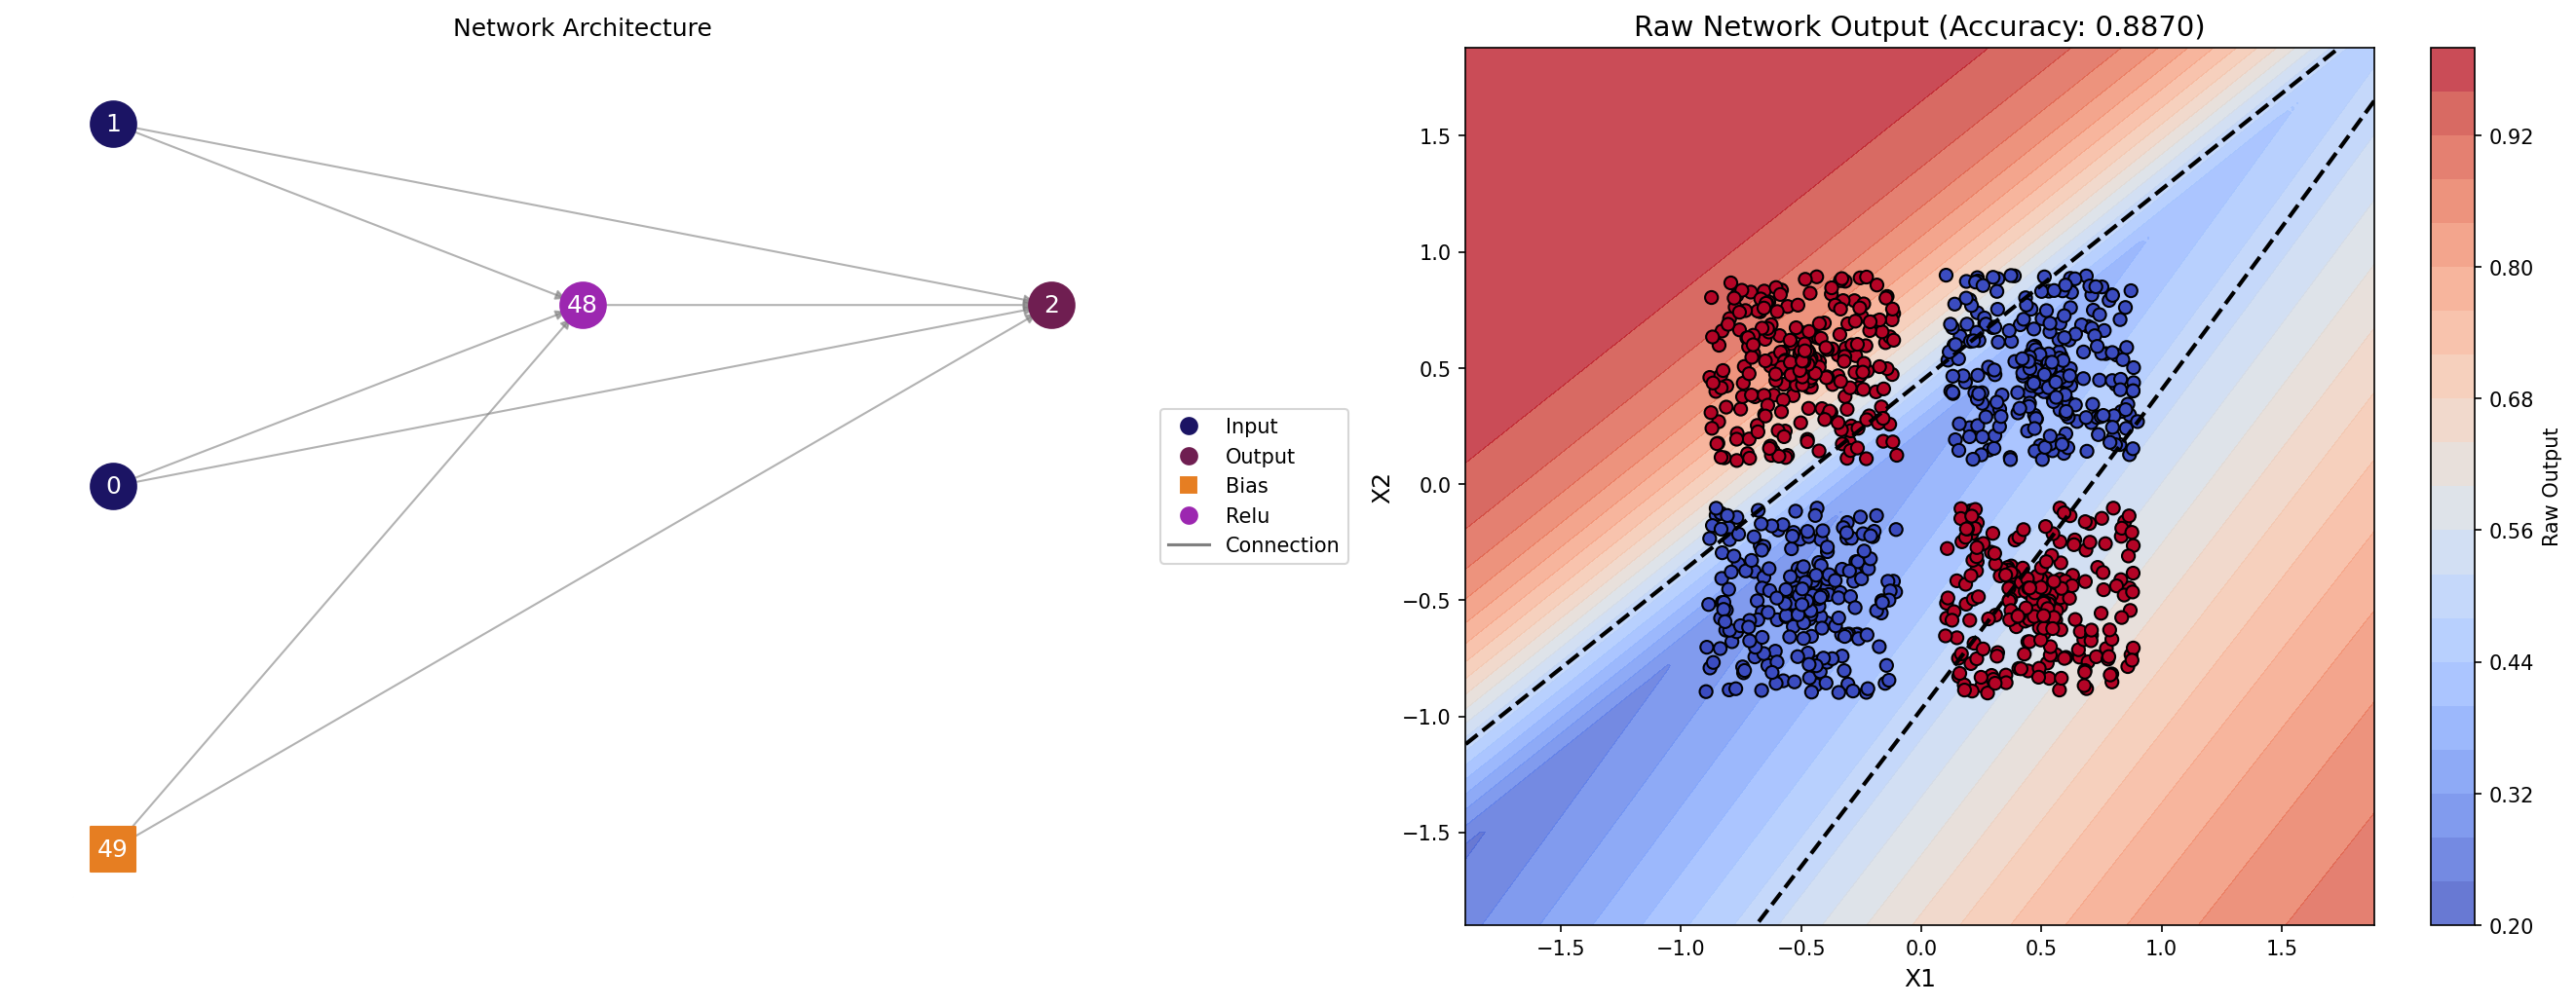 Network Architecture
1
48
2
0
49
Input
Output
Bias
Relu
Connection
Raw Network Output (Accuracy: 0.8870)
X2
1.5
1.0
0.5
0.0
−0.5
−1.0
−1.5
−1.5 −1.0 −0.5 0.0 0.5 1.0 1.5
X1
0.92
0.80
0.68
0.56
0.44
0.32
0.20
Raw Output